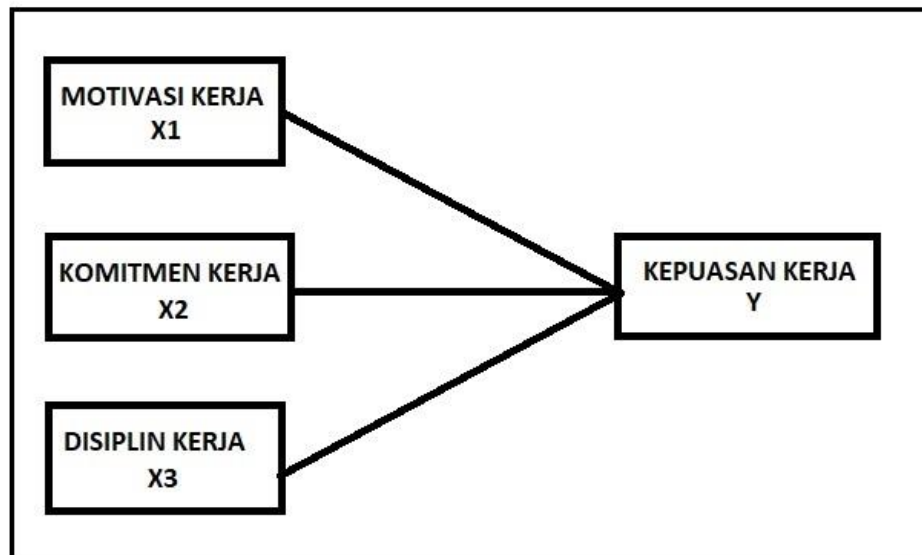 MOTIVASI KERJA
X1
KOMITMEN KERJA
X2
KEPUASAN KERJA
Y
DISIPLIN KERJA
X3